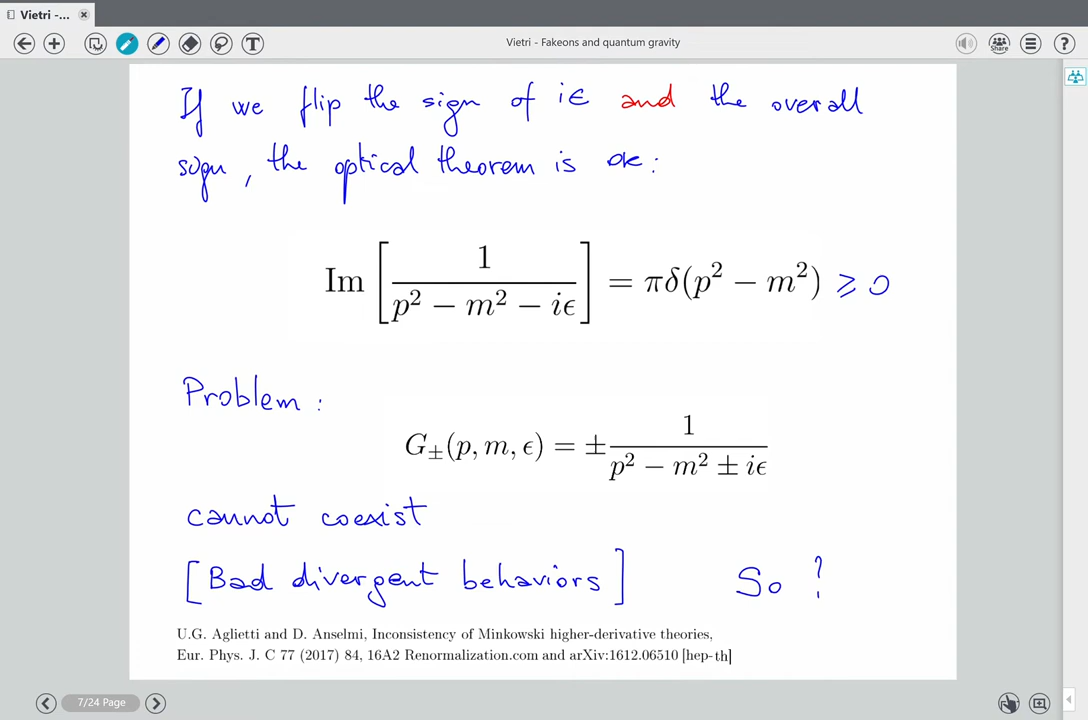 Vietri -...
Vietri - Fakeons and quantum gravity
Share
If we flip the sign of iϵ and the overall
sign, the optical theorem is ok:
Im [ 1 / (p² − m² − iϵ) ] = πδ(p² − m²) ⩾ 0
Problem:
G±(p, m, ϵ) = ± 1 / (p² − m² ± iϵ)
cannot coexist
[Bad divergent behaviors] So ?
U.G. Aglietti and D. Anselmi, Inconsistency of Minkowski higher-derivative theories,
Eur. Phys. J. C 77 (2017) 84, 16A2 Renormalization.com and arXiv:1612.06510 [hep-th]
7/24 Page